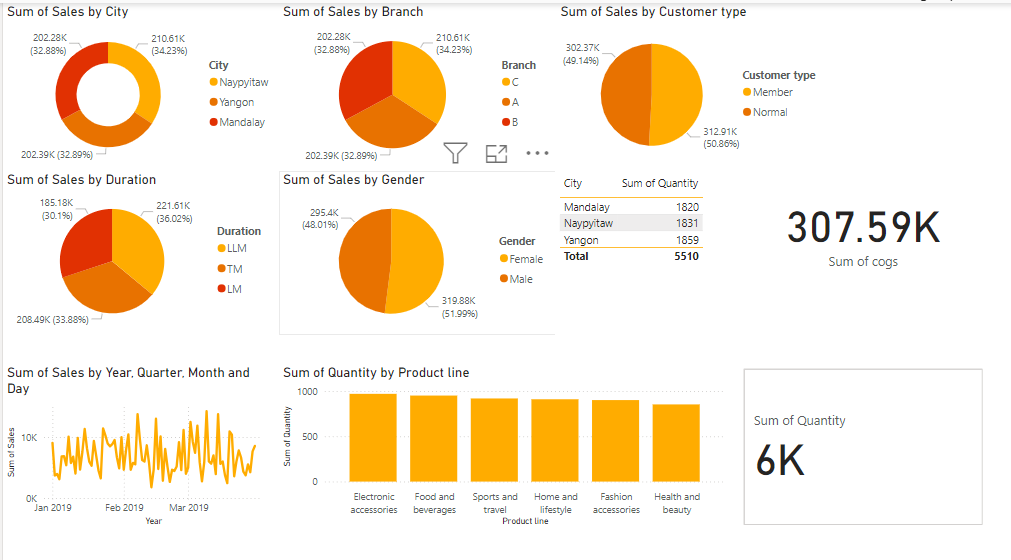 Sum of Sales by City
202.28K
(32.88%)
210.61K
(34.23%)
202.39K (32.89%)
City
Naypyitaw
Yangon
Mandalay
Sum of Sales by Branch
202.28K
(32.88%)
210.61K
(34.23%)
202.39K (32.89%)
Branch
C
A
B
Sum of Sales by Customer type
302.37K
(49.14%)
312.91K
(50.86%)
Customer type
Member
Normal
Sum of Sales by Duration
185.18K
(30.1%)
221.61K
(36.02%)
208.49K (33.88%)
Duration
LLM
TM
LM
Sum of Sales by Gender
295.4K
(48.01%)
319.88K
(51.99%)
Gender
Female
Male
City Sum of Quantity
Mandalay 1820
Naypyitaw 1831
Yangon 1859
Total 5510
307.59K
Sum of cogs
Sum of Sales by Year, Quarter, Month and
Day
Sum of Sales
10K
0K
Jan 2019 Feb 2019 Mar 2019
Year
Sum of Quantity by Product line
Sum of Quantity
1000
500
0
Electronic
accessories
Food and
beverages
Sports and
travel
Home and
lifestyle
Fashion
accessories
Health and
beauty
Product line
Sum of Quantity
6K